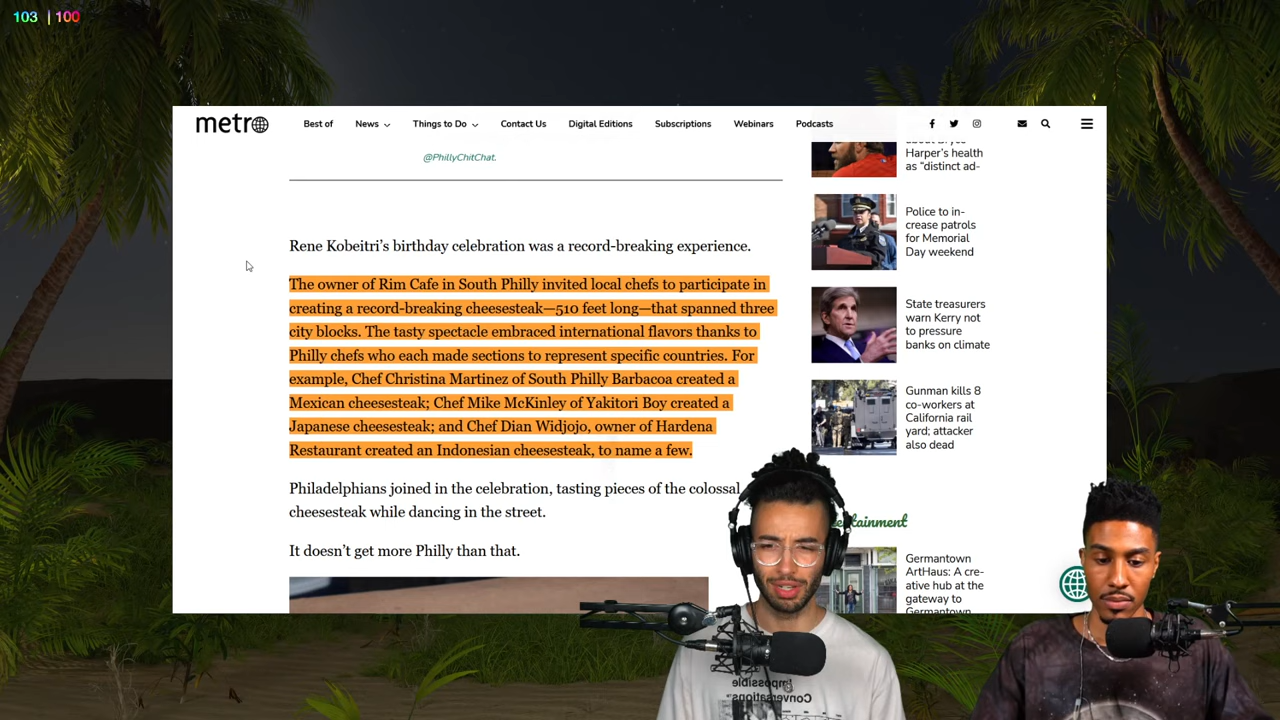 103 | 100
metro
Best of
News
Things to Do
Contact Us
Digital Editions
Subscriptions
Webinars
Podcasts
@PhillyChitChat.
Rene Kobeitri’s birthday celebration was a record-breaking experience.
The owner of Rim Cafe in South Philly invited local chefs to participate in
creating a record-breaking cheesesteak—510 feet long—that spanned three
city blocks. The tasty spectacle embraced international flavors thanks to
Philly chefs who each made sections to represent specific countries. For
example, Chef Christina Martinez of South Philly Barbacoa created a
Mexican cheesesteak; Chef Mike McKinley of Yakitori Boy created a
Japanese cheesesteak; and Chef Dian Widjojo, owner of Hardena
Restaurant created an Indonesian cheesesteak, to name a few.
Philadelphians joined in the celebration, tasting pieces of the colossal
cheesesteak while dancing in the street.
It doesn’t get more Philly than that.
Harper’s health
as “distinct ad-
Police to in-
crease patrols
for Memorial
Day weekend
State treasurers
warn Kerry not
to pressure
banks on climate
Gunman kills 8
co-workers at
California rail
yard; attacker
also dead
tainment
Germantown
ArtHaus: A cre-
ative hub at the
gateway to
Germantown
Impossible
Conversations